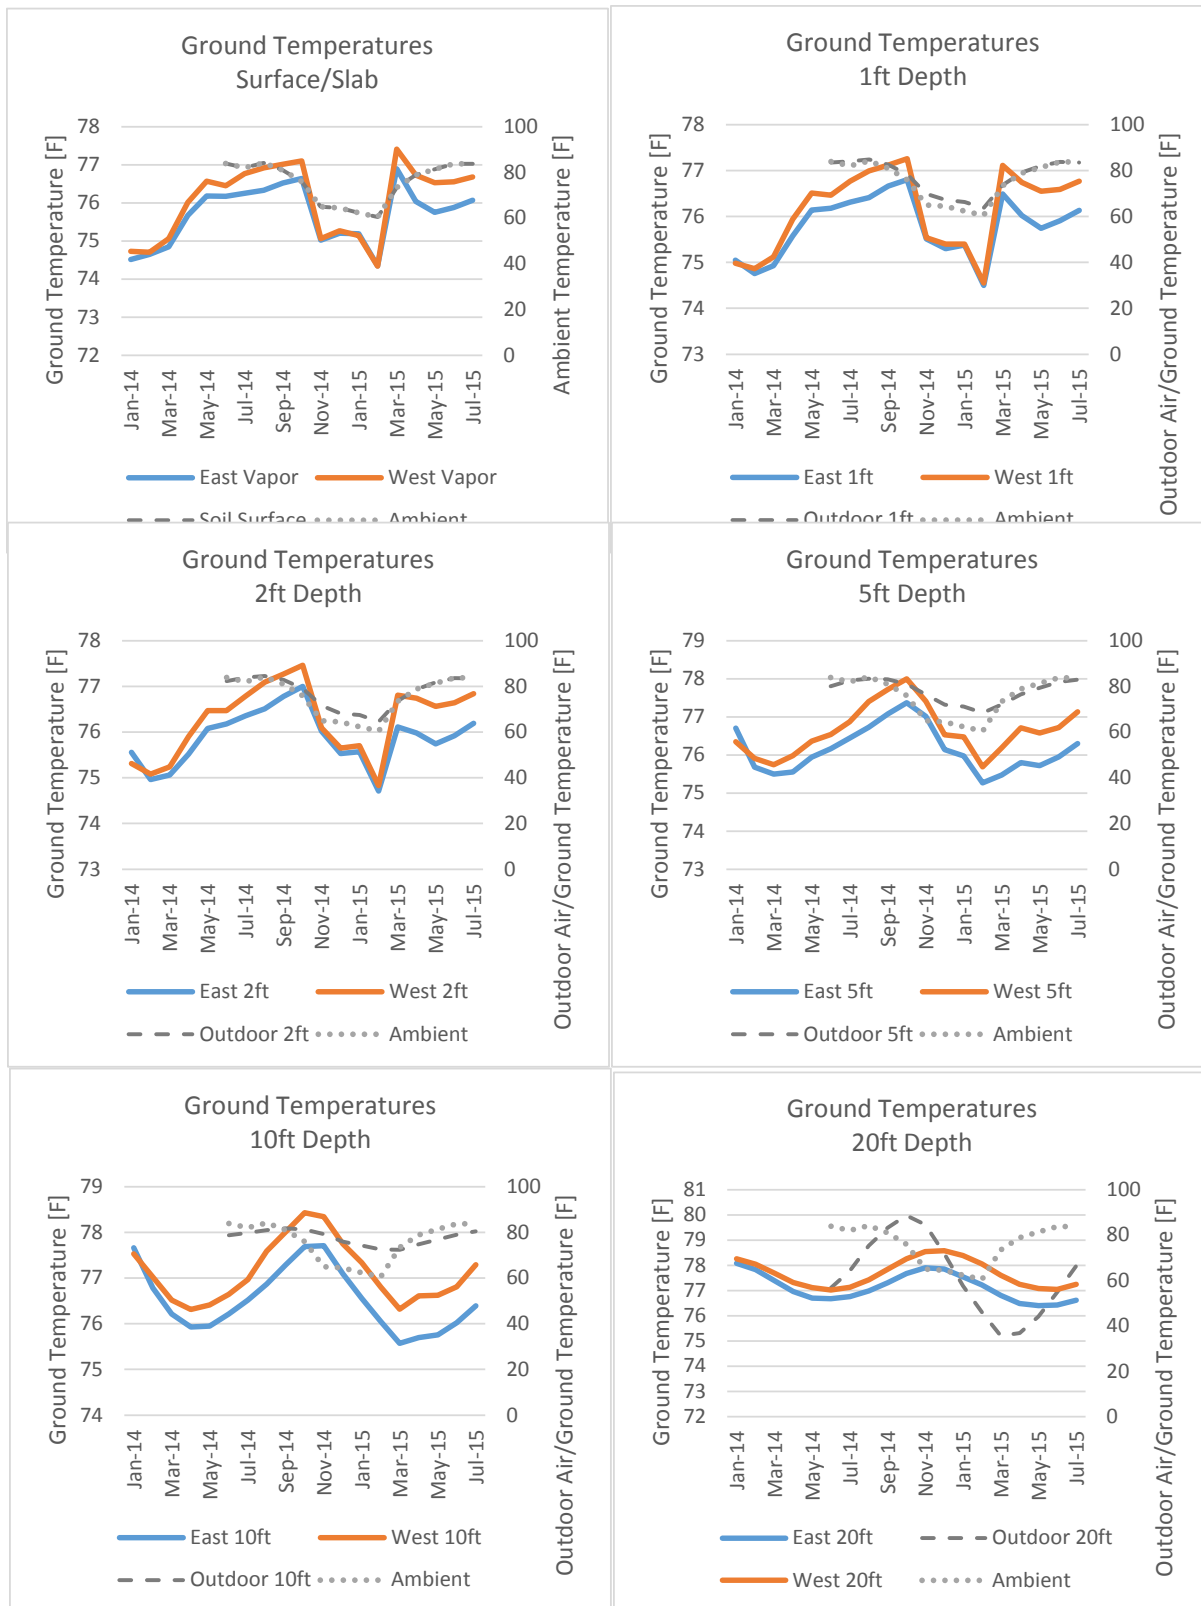 Ground Temperatures
Surface/Slab
Ground Temperature [F]
78
77
76
75
74
73
72
100
80
60
40
20
0
Ambient Temperature [F]
Jan-14
Mar-14
May-14
Jul-14
Sep-14
Nov-14
Jan-15
Mar-15
May-15
Jul-15
East Vapor
West Vapor
Soil Surface
Ambient
Ground Temperatures
1ft Depth
Ground Temperature [F]
78
77
76
75
74
73
100
80
60
40
20
0
Outdoor Air/Ground Temperature [F]
Jan-14
Mar-14
May-14
Jul-14
Sep-14
Nov-14
Jan-15
Mar-15
May-15
Jul-15
East 1ft
West 1ft
Outdoor 1ft
Ambient
Ground Temperatures
2ft Depth
Ground Temperature [F]
78
77
76
75
74
73
100
80
60
40
20
0
Outdoor Air/Ground Temperature [F]
Jan-14
Mar-14
May-14
Jul-14
Sep-14
Nov-14
Jan-15
Mar-15
May-15
Jul-15
East 2ft
West 2ft
Outdoor 2ft
Ambient
Ground Temperatures
5ft Depth
Ground Temperature [F]
79
78
77
76
75
74
73
100
80
60
40
20
0
Outdoor Air/Ground Temperature [F]
Jan-14
Mar-14
May-14
Jul-14
Sep-14
Nov-14
Jan-15
Mar-15
May-15
Jul-15
East 5ft
West 5ft
Outdoor 5ft
Ambient
Ground Temperatures
10ft Depth
Ground Temperature [F]
79
78
77
76
75
74
100
80
60
40
20
0
Outdoor Air/Ground Temperature [F]
Jan-14
Mar-14
May-14
Jul-14
Sep-14
Nov-14
Jan-15
Mar-15
May-15
Jul-15
East 10ft
West 10ft
Outdoor 10ft
Ambient
Ground Temperatures
20ft Depth
Ground Temperature [F]
81
80
79
78
77
76
75
74
73
72
100
80
60
40
20
0
Outdoor Air/Ground Temperature [F]
Jan-14
Mar-14
May-14
Jul-14
Sep-14
Nov-14
Jan-15
Mar-15
May-15
Jul-15
East 20ft
Outdoor 20ft
West 20ft
Ambient